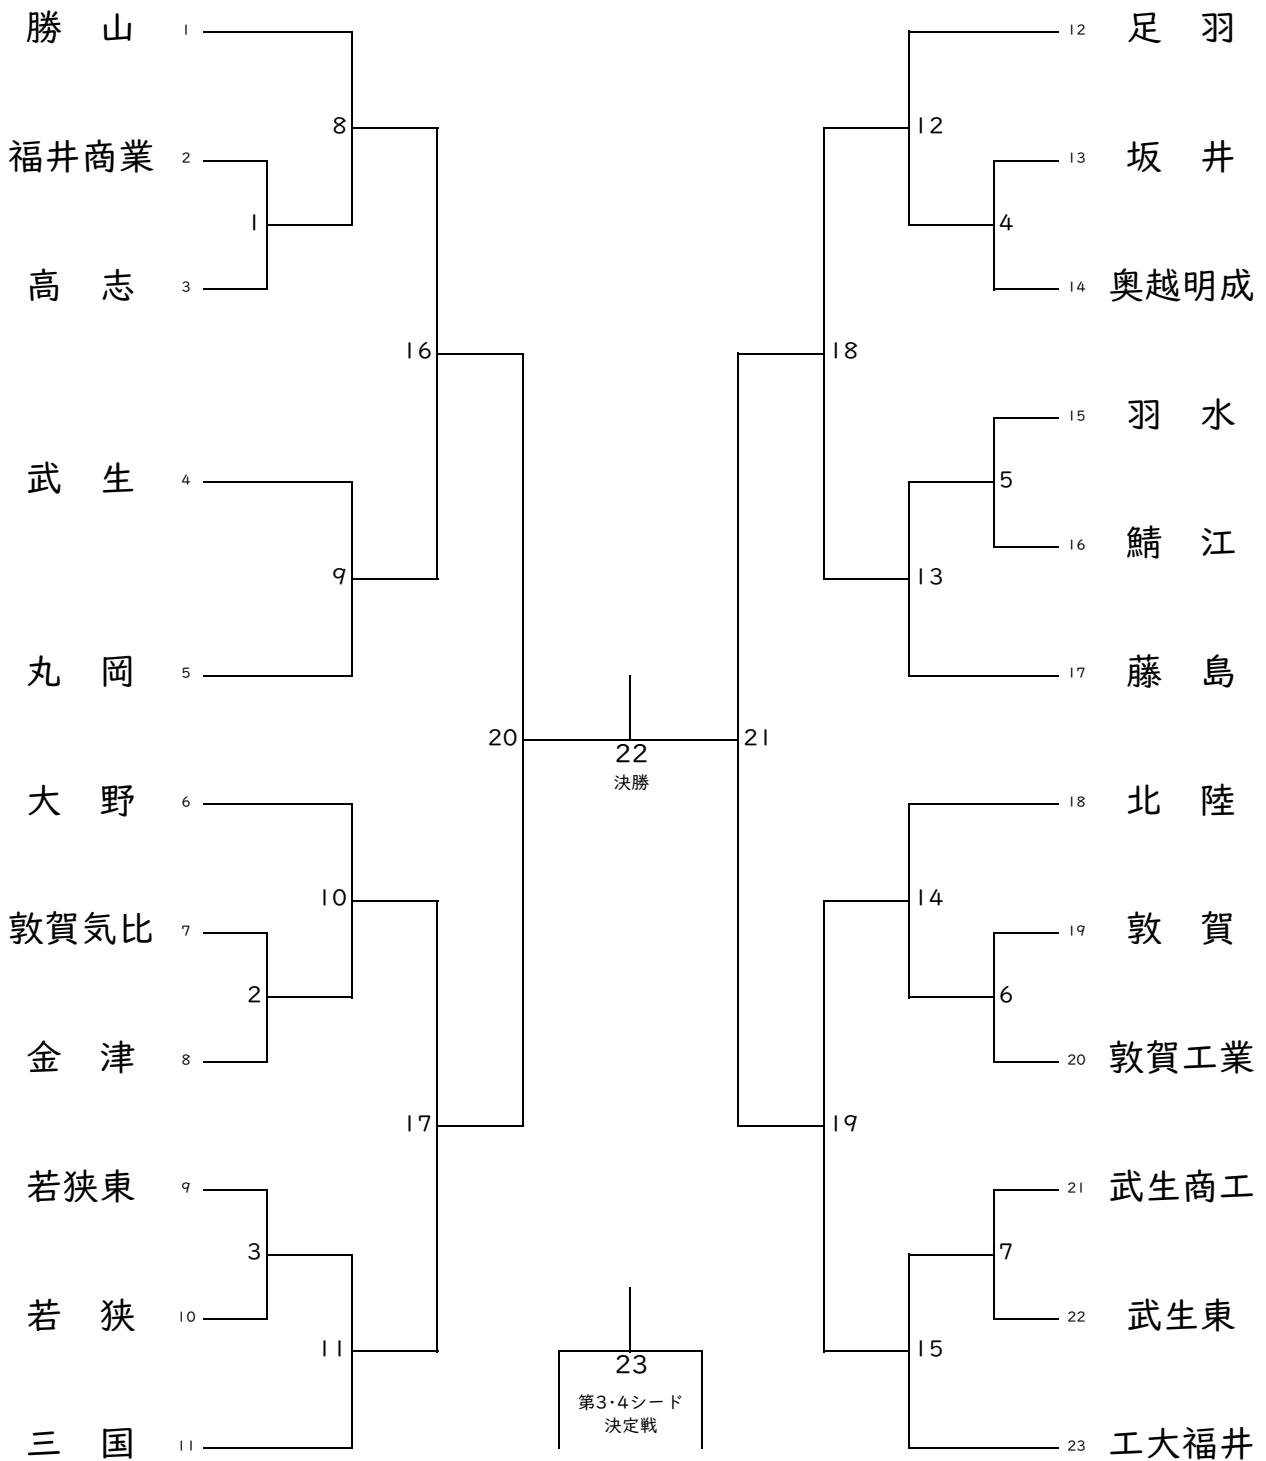 勝山 1
福井商業 2
高志 3
武生 4
丸岡 5
大野 6
敦賀気比 7
金津 8
若狭東 9
若狭 10
三国 11
8
1
16
9
20
10
2
17
3
11
22
決勝
23
第3・4シード
決定戦
12
4
18
5
13
21
14
6
19
7
15
12 足羽
13 坂井
14 奥越明成
15 羽水
16 鯖江
17 藤島
18 北陸
19 敦賀
20 敦賀工業
21 武生商工
22 武生東
23 工大福井